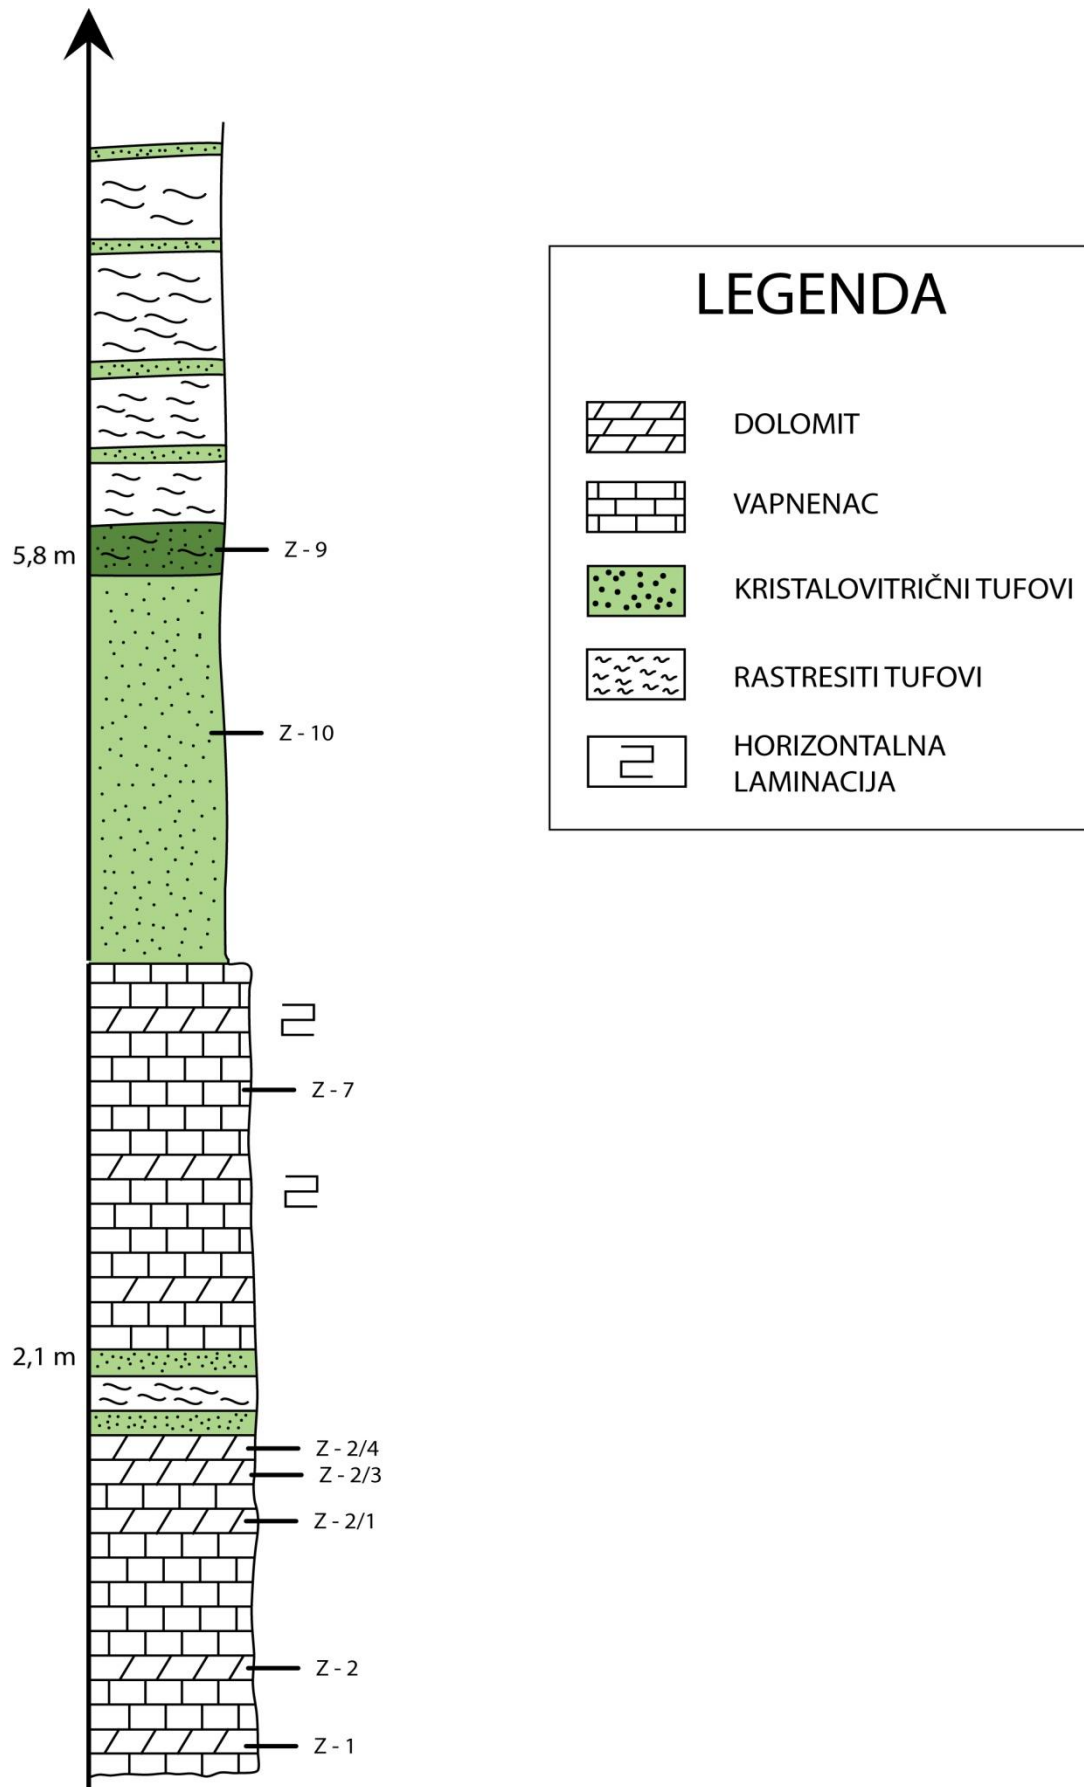 LEGENDA
DOLOMIT
VAPNENAC
KRISTALOVITRIČNI TUFOVI
RASTRESITI TUFOVI
HORIZONTALNA
LAMINACIJA
5,8 m
Z - 9
Z - 10
Z - 7
2,1 m
Z - 2/4
Z - 2/3
Z - 2/1
Z - 2
Z - 1